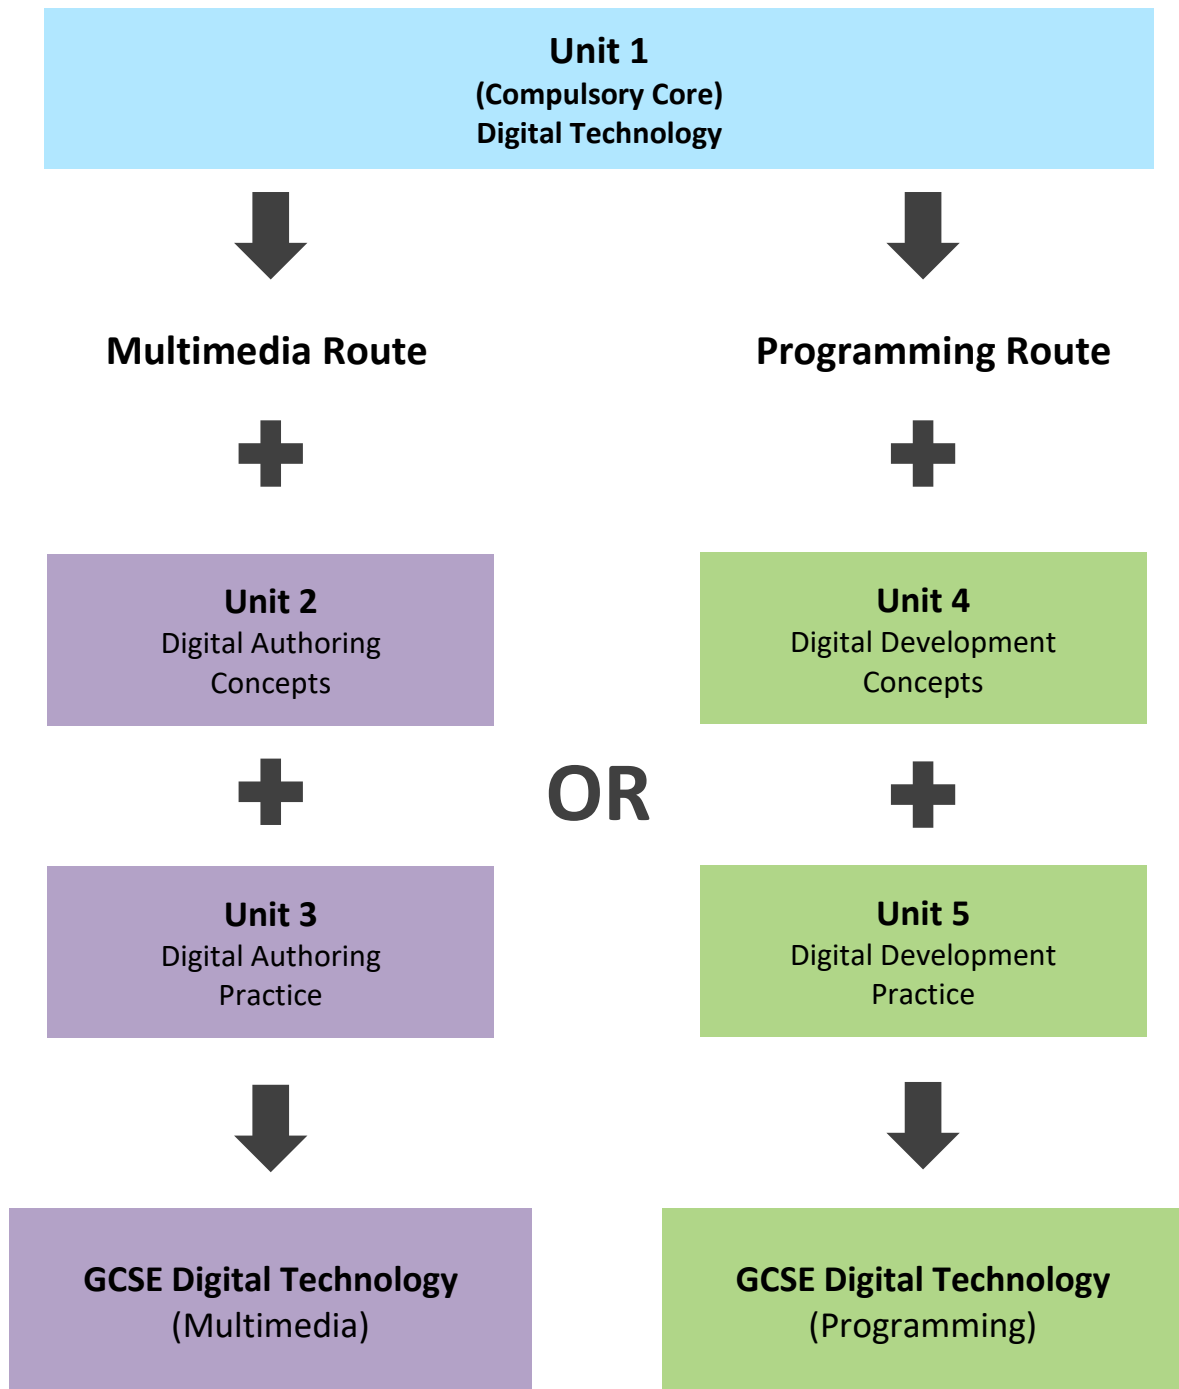 Unit 1
(Compulsory Core)
Digital Technology
Multimedia Route
Programming Route
Unit 2
Digital Authoring
Concepts
Unit 4
Digital Development
Concepts
OR
Unit 3
Digital Authoring
Practice
Unit 5
Digital Development
Practice
GCSE Digital Technology
(Multimedia)
GCSE Digital Technology
(Programming)